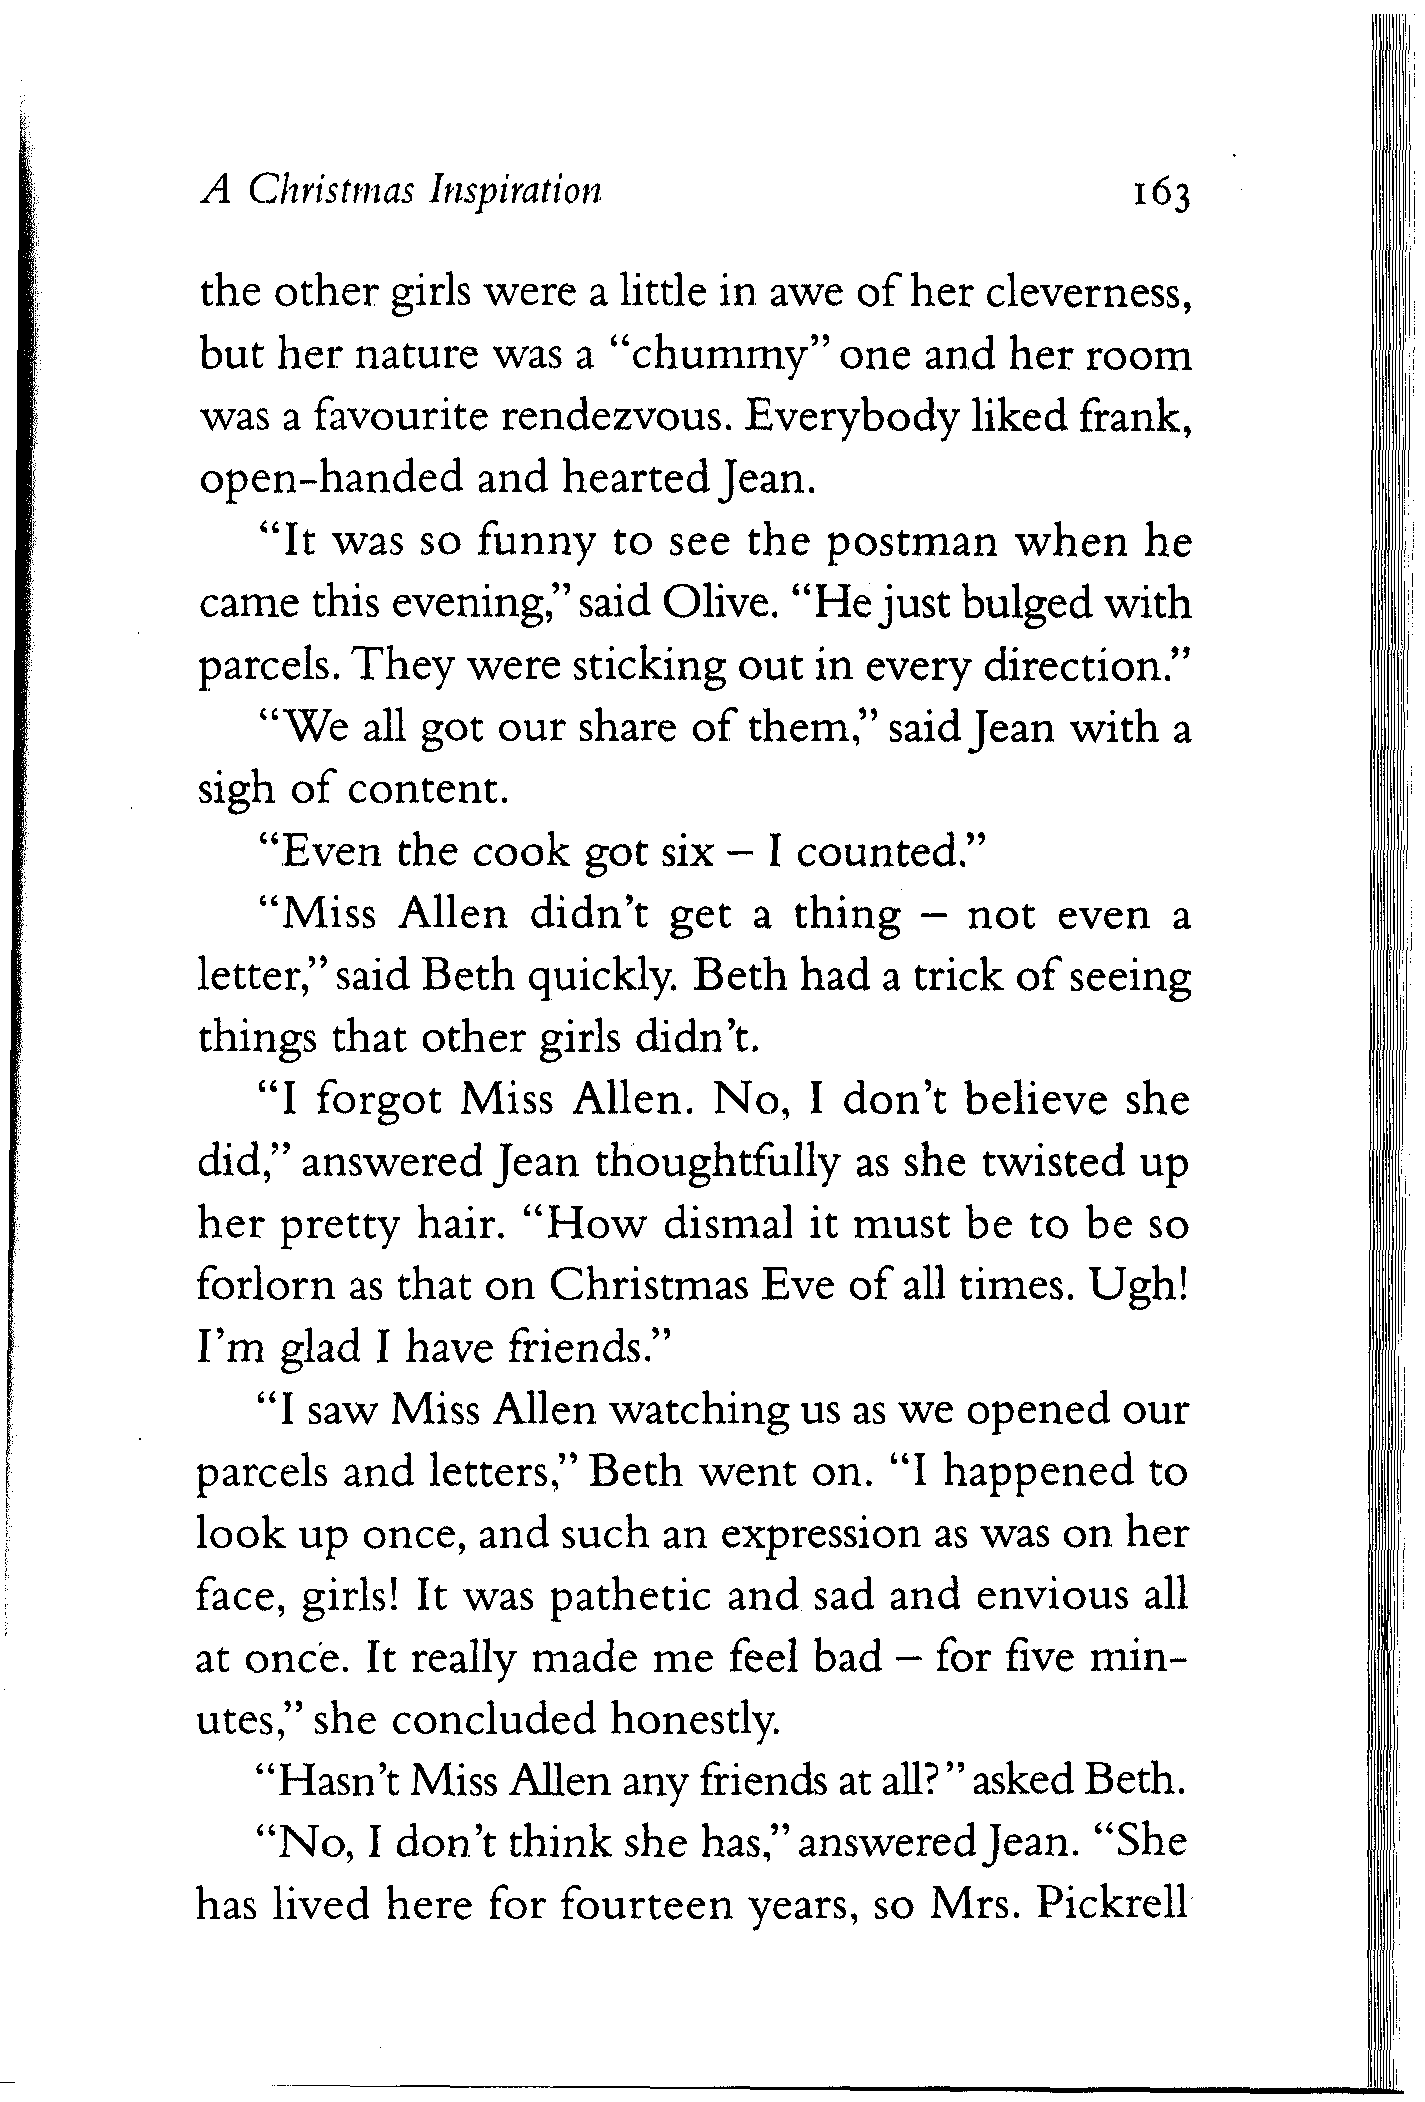 A Christmas Inspiration 163
the other girls were a little in awe of her cleverness,
but her nature was a “chummy” one and her room
was a favourite rendezvous. Everybody liked frank,
open-handed and hearted Jean.
“It was so funny to see the postman when he
came this evening,” said Olive. “He just bulged with
parcels. They were sticking out in every direction.”
“We all got our share of them,” said Jean with a
sigh of content.
“Even the cook got six – I counted.”
“Miss Allen didn’t get a thing – not even a
letter,” said Beth quickly. Beth had a trick of seeing
things that other girls didn’t.
“I forgot Miss Allen. No, I don’t believe she
did,” answered Jean thoughtfully as she twisted up
her pretty hair. “How dismal it must be to be so
forlorn as that on Christmas Eve of all times. Ugh!
I’m glad I have friends.”
“I saw Miss Allen watching us as we opened our
parcels and letters,” Beth went on. “I happened to
look up once, and such an expression as was on her
face, girls! It was pathetic and sad and envious all
at once. It really made me feel bad – for five min-
utes,” she concluded honestly.
“Hasn’t Miss Allen any friends at all?” asked Beth.
“No, I don’t think she has,” answered Jean. “She
has lived here for fourteen years, so Mrs. Pickrell